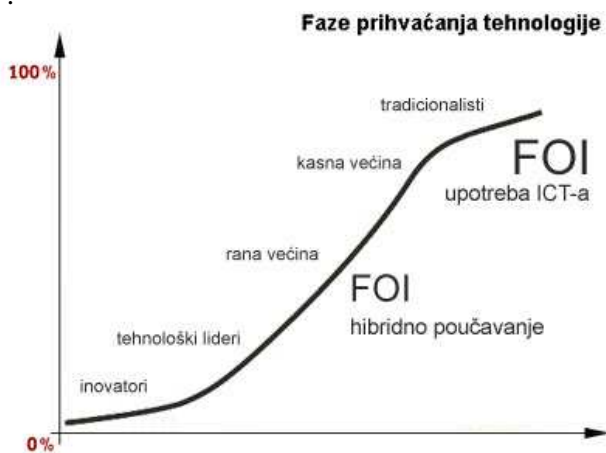 Faze prihvaćanja tehnologije
100%
tradicionalisti
kasna većina
FOI
upotreba ICT-a
rana većina
FOI
hibridno poučavanje
tehnološki lideri
inovatori
0%